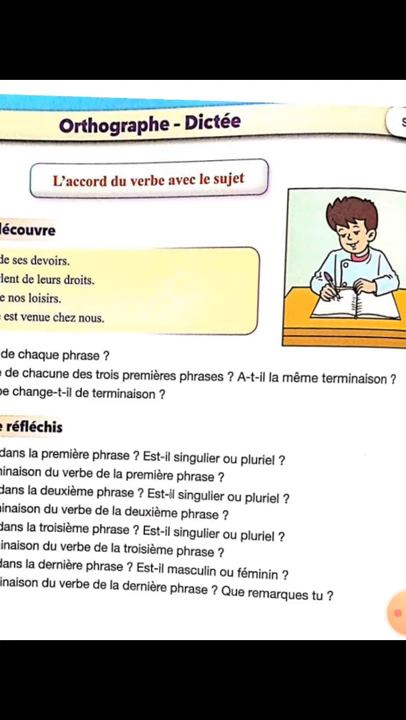 Orthographe - Dictée
S
L'accord du verbe avec le sujet
découvre
de ses devoirs.
lent de leurs droits.
e nos loisirs.
est venue chez nous.
de chaque phrase ?
de chacune des trois premières phrases ? A-t-il la même terminaison ?
be change-t-il de terminaison ?
e réfléchis
dans la première phrase ? Est-il singulier ou pluriel ?
minaison du verbe de la première phrase ?
dans la deuxième phrase ? Est-il singulier ou pluriel ?
inaison du verbe de la deuxième phrase ?
dans la troisième phrase ? Est-il singulier ou pluriel ?
inaison du verbe de la troisième phrase ?
dans la dernière phrase ? Est-il masculin ou féminin ?
inaison du verbe de la dernière phrase ? Que remarques tu ?